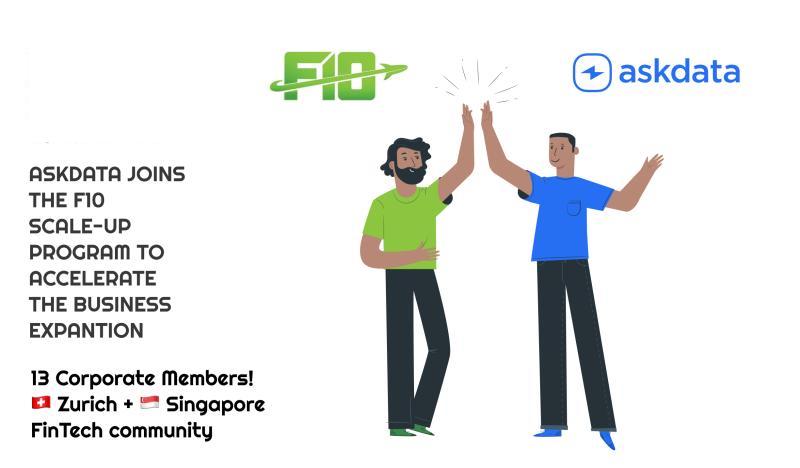 F10
askdata
ASKDATA JOINS
THE F10
SCALE-UP
PROGRAM TO
ACCELERATE
THE BUSINESS
EXPANTION
13 Corporate Members!
🇨🇭 Zurich + 🇸🇬 Singapore
FinTech community